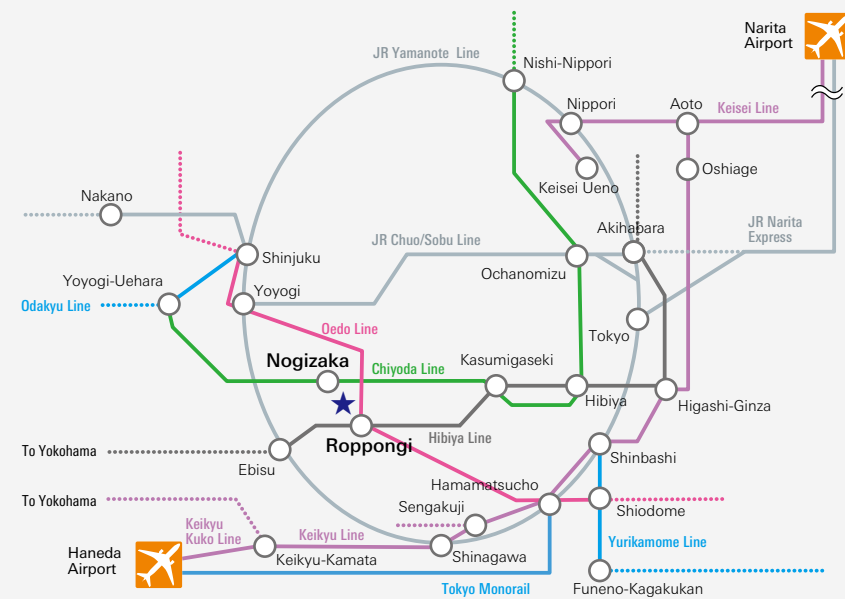 Narita
Airport
JR Yamanote Line
Nishi-Nippori
Nippori
Aoto
Keisei Line
Oshiage
Keisei Ueno
Nakano
Akihabara
JR Narita
Express
JR Chuo/Sobu Line
Shinjuku
Ochanomizu
Yoyogi-Uehara
Yoyogi
Odakyu Line
Oedo Line
Tokyo
Nogizaka
Chiyoda Line
Kasumigaseki
Hibiya
Higashi-Ginza
Roppongi
Hibiya Line
To Yokohama
Ebisu
Shinbashi
Hamamatsucho
To Yokohama
Sengakuji
Shiodome
Keikyu
Kuko Line
Keikyu Line
Yurikamome Line
Haneda
Airport
Keikyu-Kamata
Shinagawa
Tokyo Monorail
Funeno-Kagakukan